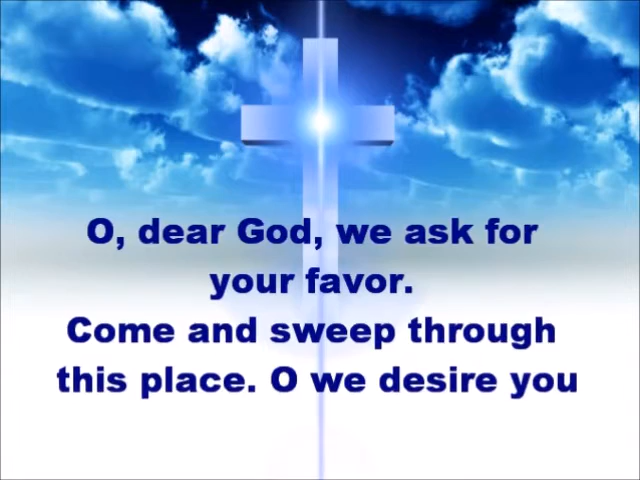 O, dear God, we ask for
your favor.
Come and sweep through
this place. O we desire you